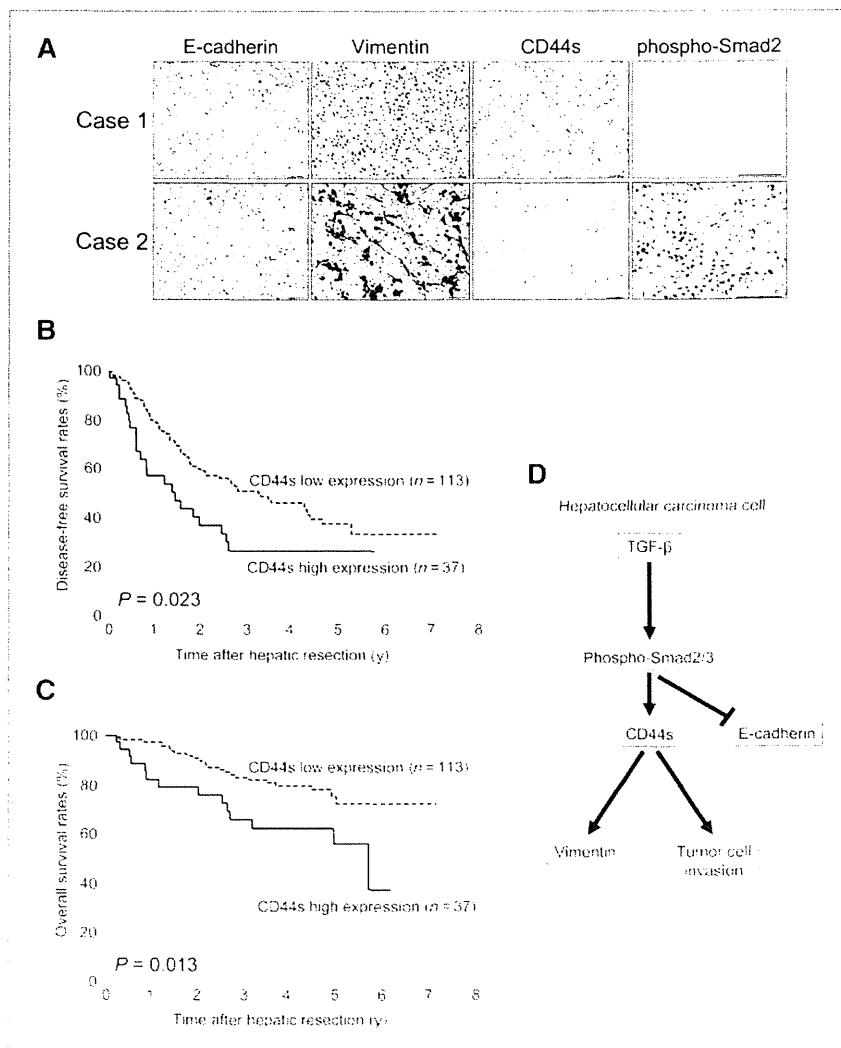 A
E-cadherin Vimentin CD44s phospho-Smad2
Case 1
Case 2
B
Disease-free survival rates (%)
100
80
60
40
20
0
CD44s low expression (n = 113)
CD44s high expression (n = 37)
P = 0.023
0 1 2 3 4 5 6 7 8
Time after hepatic resection (y)
C
Overall survival rates (%)
100
80
60
40
20
0
CD44s low expression (n = 113)
CD44s high expression (n = 37)
P = 0.013
0 1 2 3 4 5 6 7 8
Time after hepatic resection (y)
D
Hepatocellular carcinoma cell
TGF-β
Phospho-Smad2/3
CD44s E-cadherin
Vimentin Tumor cell
invasion